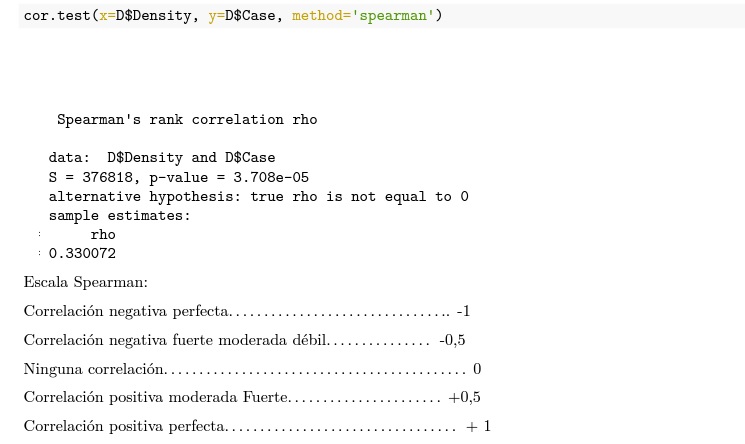 cor.test(x=D$Density, y=D$Case, method='spearman')
Spearman's rank correlation rho
data:  D$Density and D$Case
S = 376818, p-value = 3.708e-05
alternative hypothesis: true rho is not equal to 0
sample estimates:
rho
0.330072
Escala Spearman:
Correlación negativa perfecta................................ -1
Correlación negativa fuerte moderada débil............... -0,5
Ninguna correlación........................................... 0
Correlación positiva moderada Fuerte...................... +0,5
Correlación positiva perfecta................................. + 1